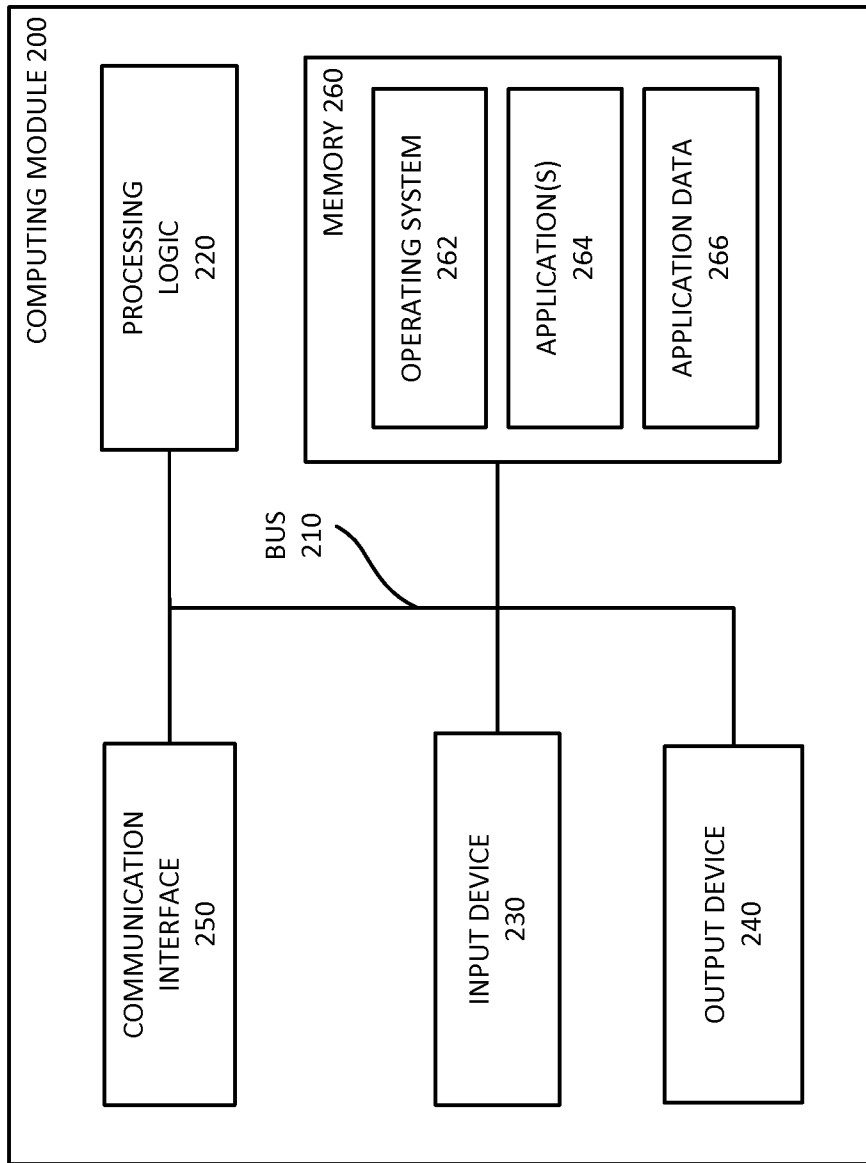 COMPUTING MODULE 200
COMMUNICATION
INTERFACE
250
PROCESSING
LOGIC
220
BUS
210
MEMORY 260
OPERATING SYSTEM
262
APPLICATION(S)
264
APPLICATION DATA
266
INPUT DEVICE
230
OUTPUT DEVICE
240